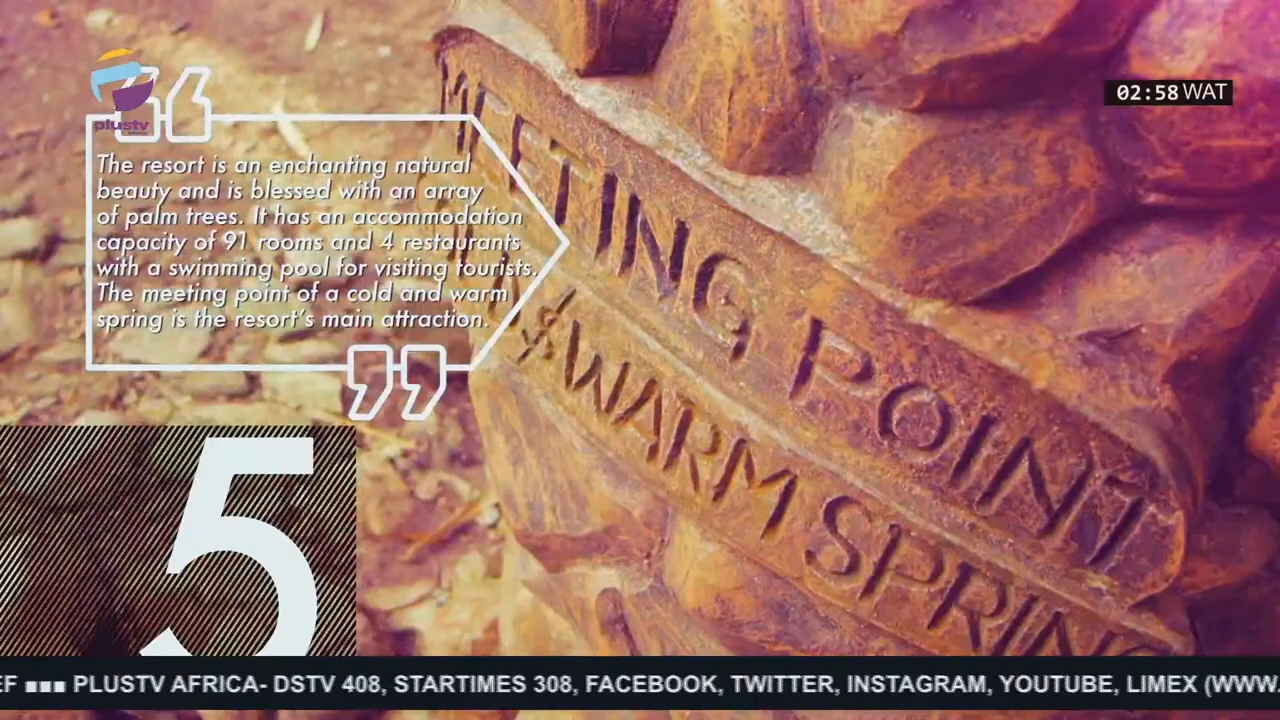 plustv
02:58 WAT
The resort is an enchanting natural
beauty and is blessed with an array
of palm trees. It has an accommodation
capacity of 91 rooms and 4 restaurants
with a swimming pool for visiting tourists.
The meeting point of a cold and warm
spring is the resort's main attraction.
MEETING POINT
& WARM SPRING
5
EF ■■■ PLUSTV AFRICA- DSTV 408, STARTIMES 308, FACEBOOK, TWITTER, INSTAGRAM, YOUTUBE, LIMEX (WWW.